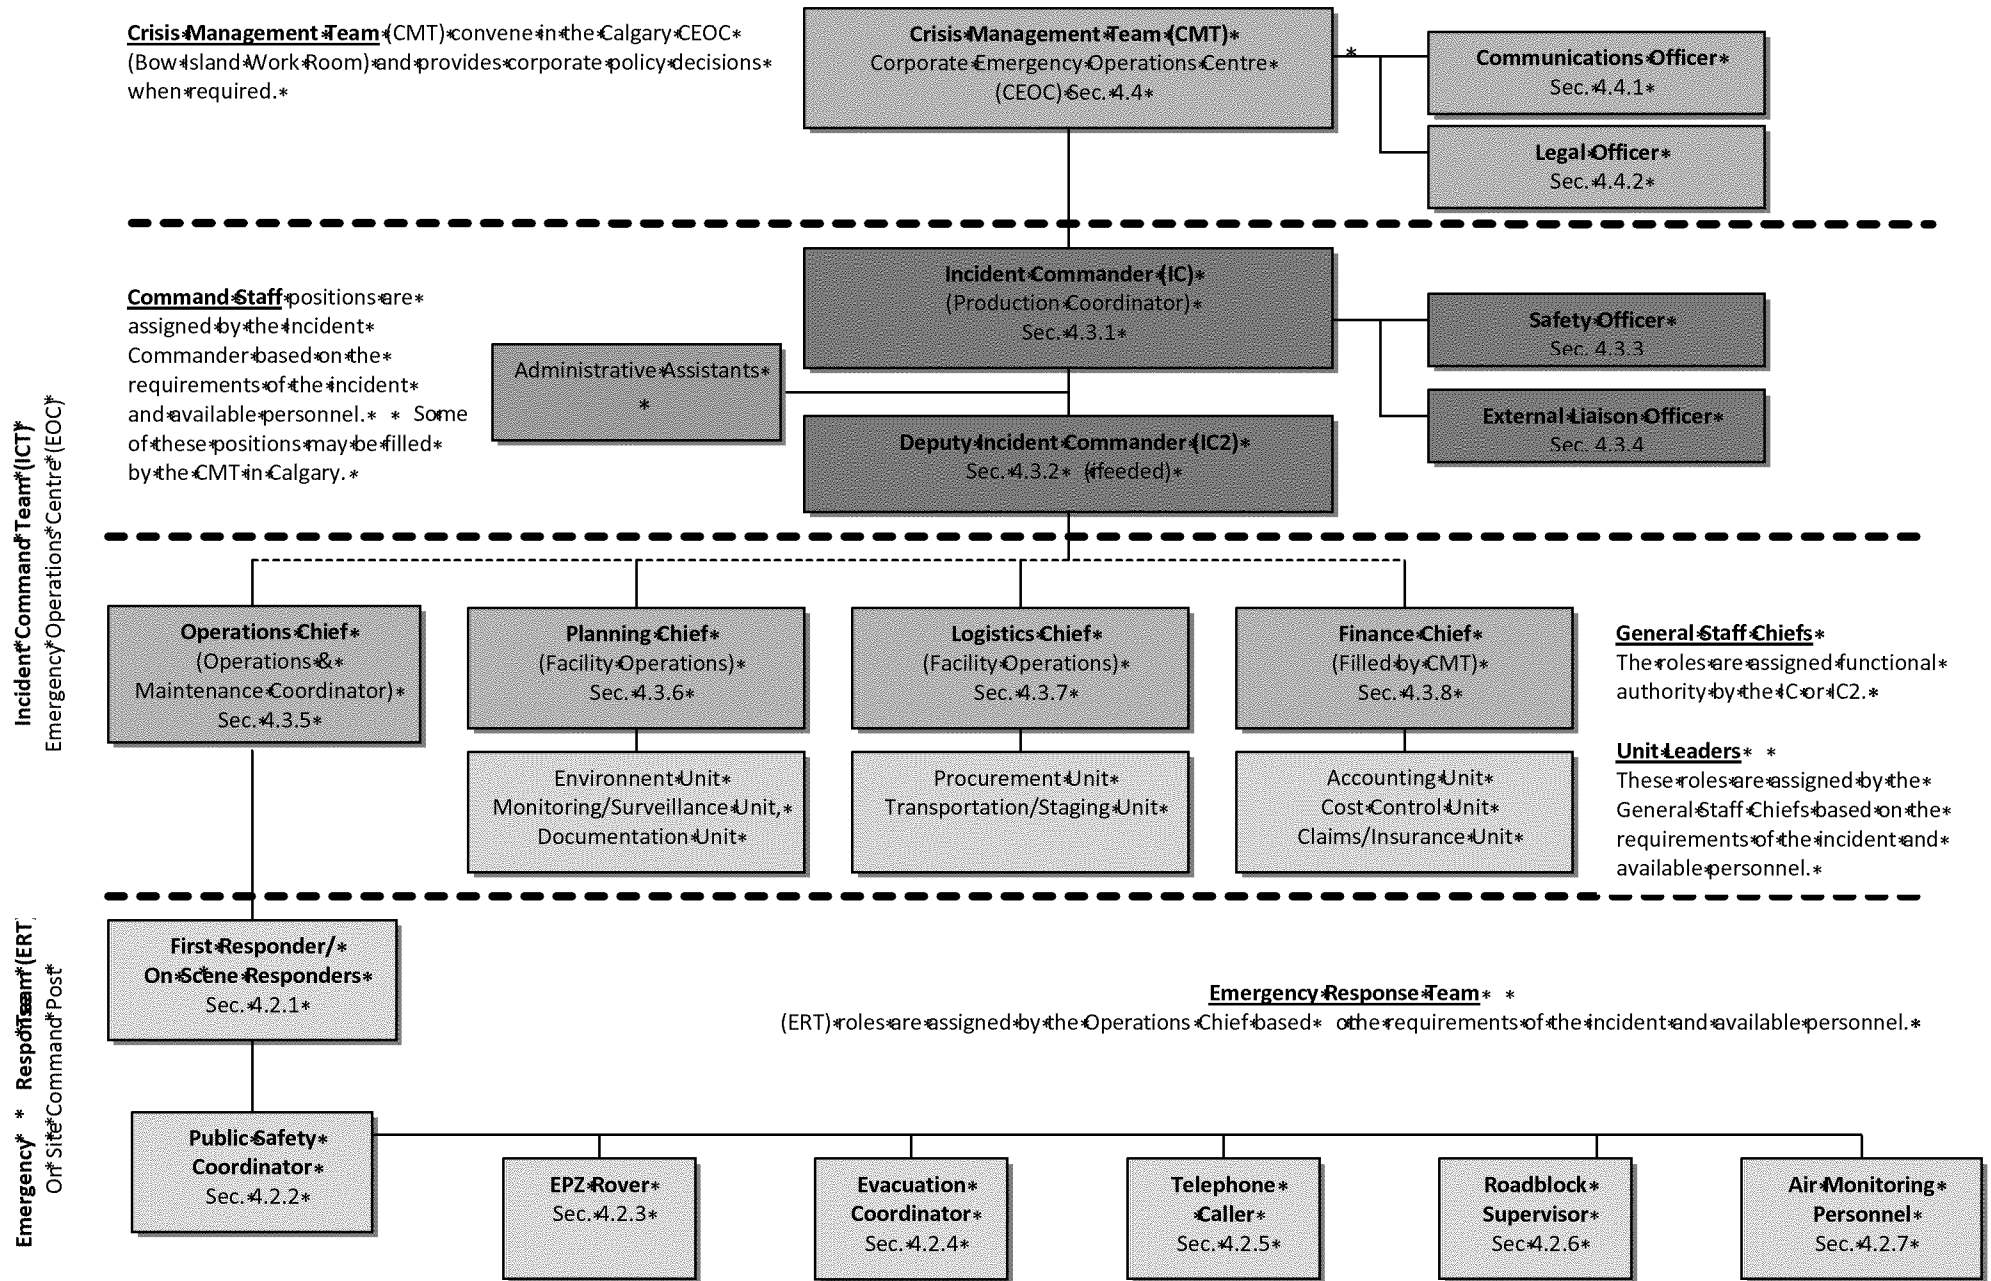 Crisis Management Team (CMT) convene in the Calgary CEOC
(Bow Island Work Room) and provides corporate policy decisions
when required.
Crisis Management Team (CMT)
Corporate Emergency Operations Centre
(CEOC) Sec. 4.4
Communications Officer
Sec. 4.4.1
Legal Officer
Sec. 4.4.2
Incident Command Team (ICT)
Emergency Operations Centre (EOC)
Command Staff positions are
assigned by the Incident
Commander based on the
requirements of the incident
and available personnel. Some
of these positions may be filled
by the CMT in Calgary.
Incident Commander (IC)
(Production Coordinator)
Sec. 4.3.1
Administrative Assistants
Deputy Incident Commander (IC2)
Sec. 4.3.2 (if eeded)
Safety Officer
Sec. 4.3.3
External Liaison Officer
Sec. 4.3.4
Operations Chief
(Operations &
Maintenance Coordinator)
Sec. 4.3.5
Planning Chief
(Facility Operations)
Sec. 4.3.6
Logistics Chief
(Facility Operations)
Sec. 4.3.7
Finance Chief
(Filled by CMT)
Sec. 4.3.8
Environnent Unit
Monitoring/Surveillance Unit,
Documentation Unit
Procurement Unit
Transportation/Staging Unit
Accounting Unit
Cost Control Unit
Claims/Insurance Unit
General Staff Chiefs
The roles are assigned functional
authority by the IC or IC2.
Unit Leaders
These roles are assigned by the
General Staff Chiefs based on the
requirements of the incident and
available personnel.
Emergency Response Team (ERT
On Site Command Post
First Responder/
On Scene Responders
Sec. 4.2.1
Emergency Response Team
(ERT) roles are assigned by the Operations Chief based on the requirements of the incident and available personnel.
Public Safety
Coordinator
Sec. 4.2.2
EPZ Rover
Sec. 4.2.3
Evacuation
Coordinator
Sec. 4.2.4
Telephone
Caller
Sec. 4.2.5
Roadblock
Supervisor
Sec 4.2.6
Air Monitoring
Personnel
Sec. 4.2.7